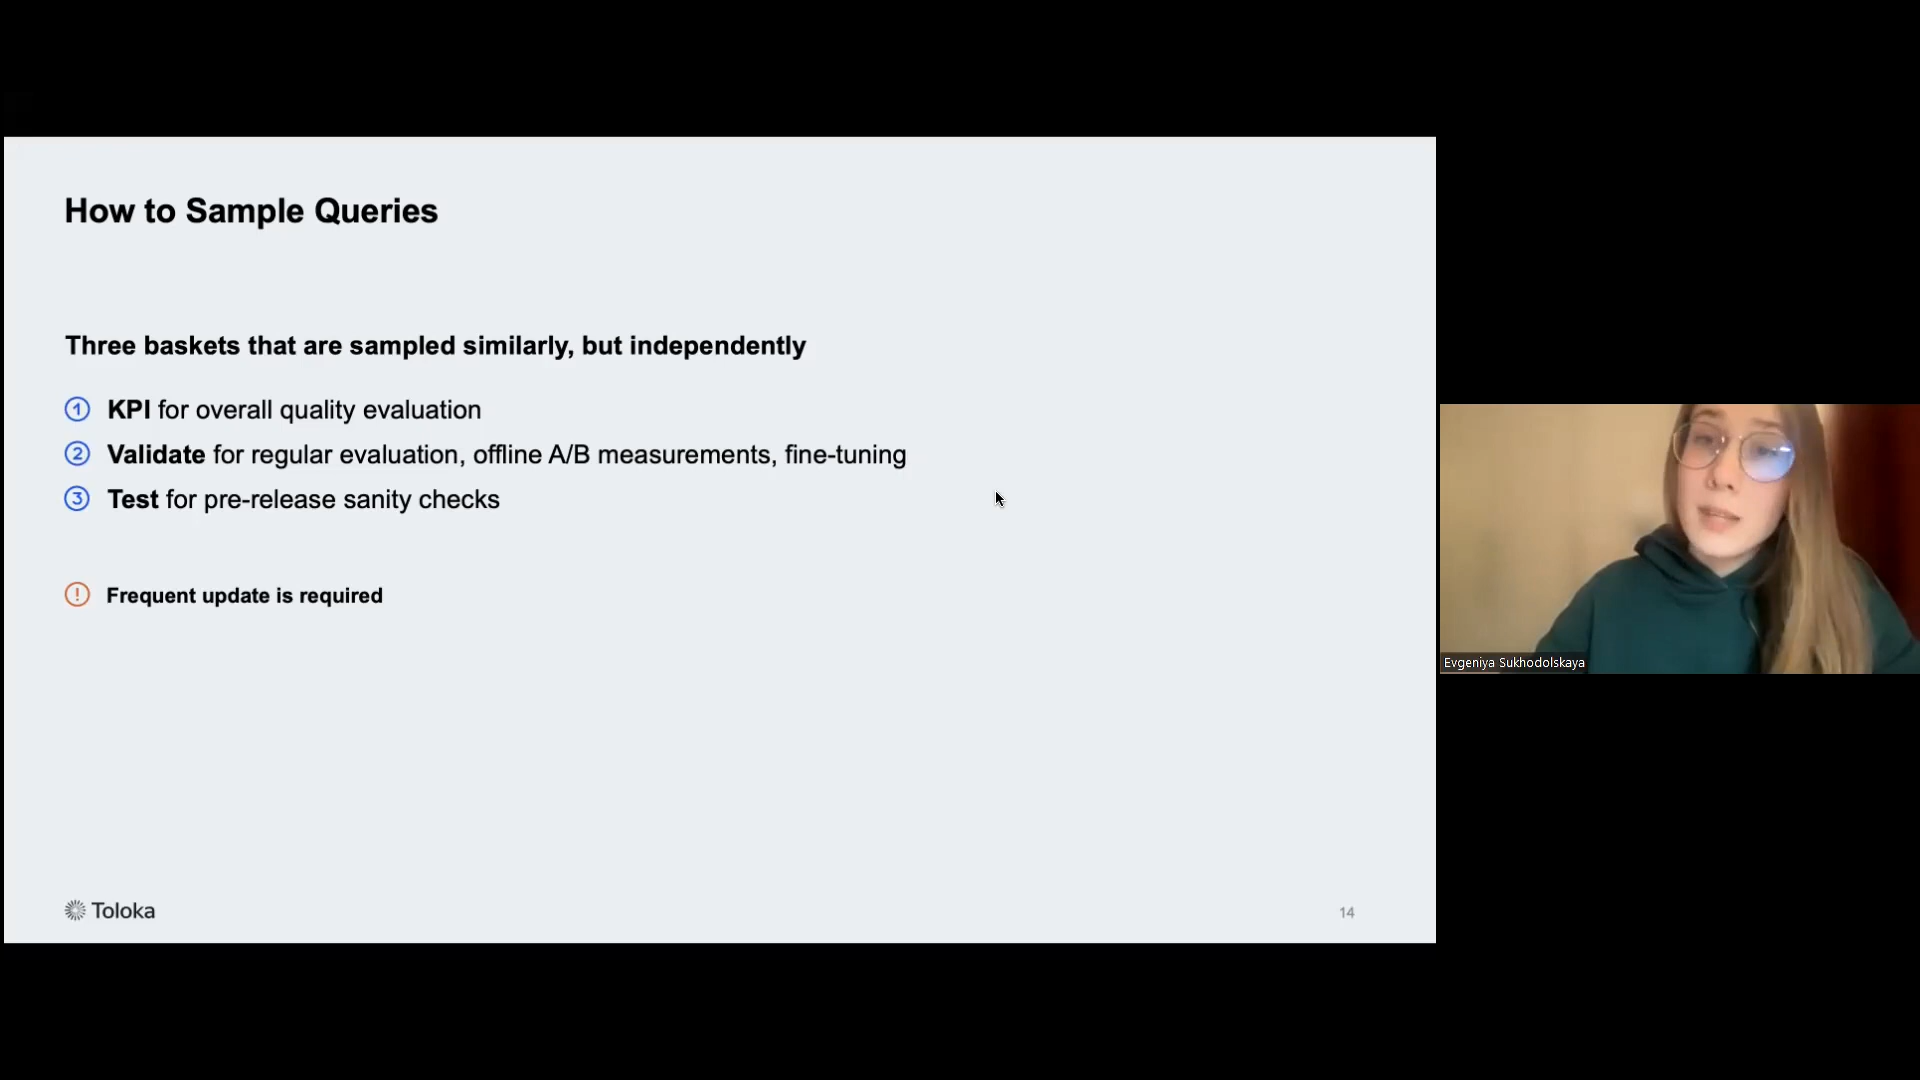 How to Sample Queries
Three baskets that are sampled similarly, but independently
1 KPI for overall quality evaluation
2 Validate for regular evaluation, offline A/B measurements, fine-tuning
3 Test for pre-release sanity checks
! Frequent update is required
Toloka
14
Evgeniya Sukhodolskaya